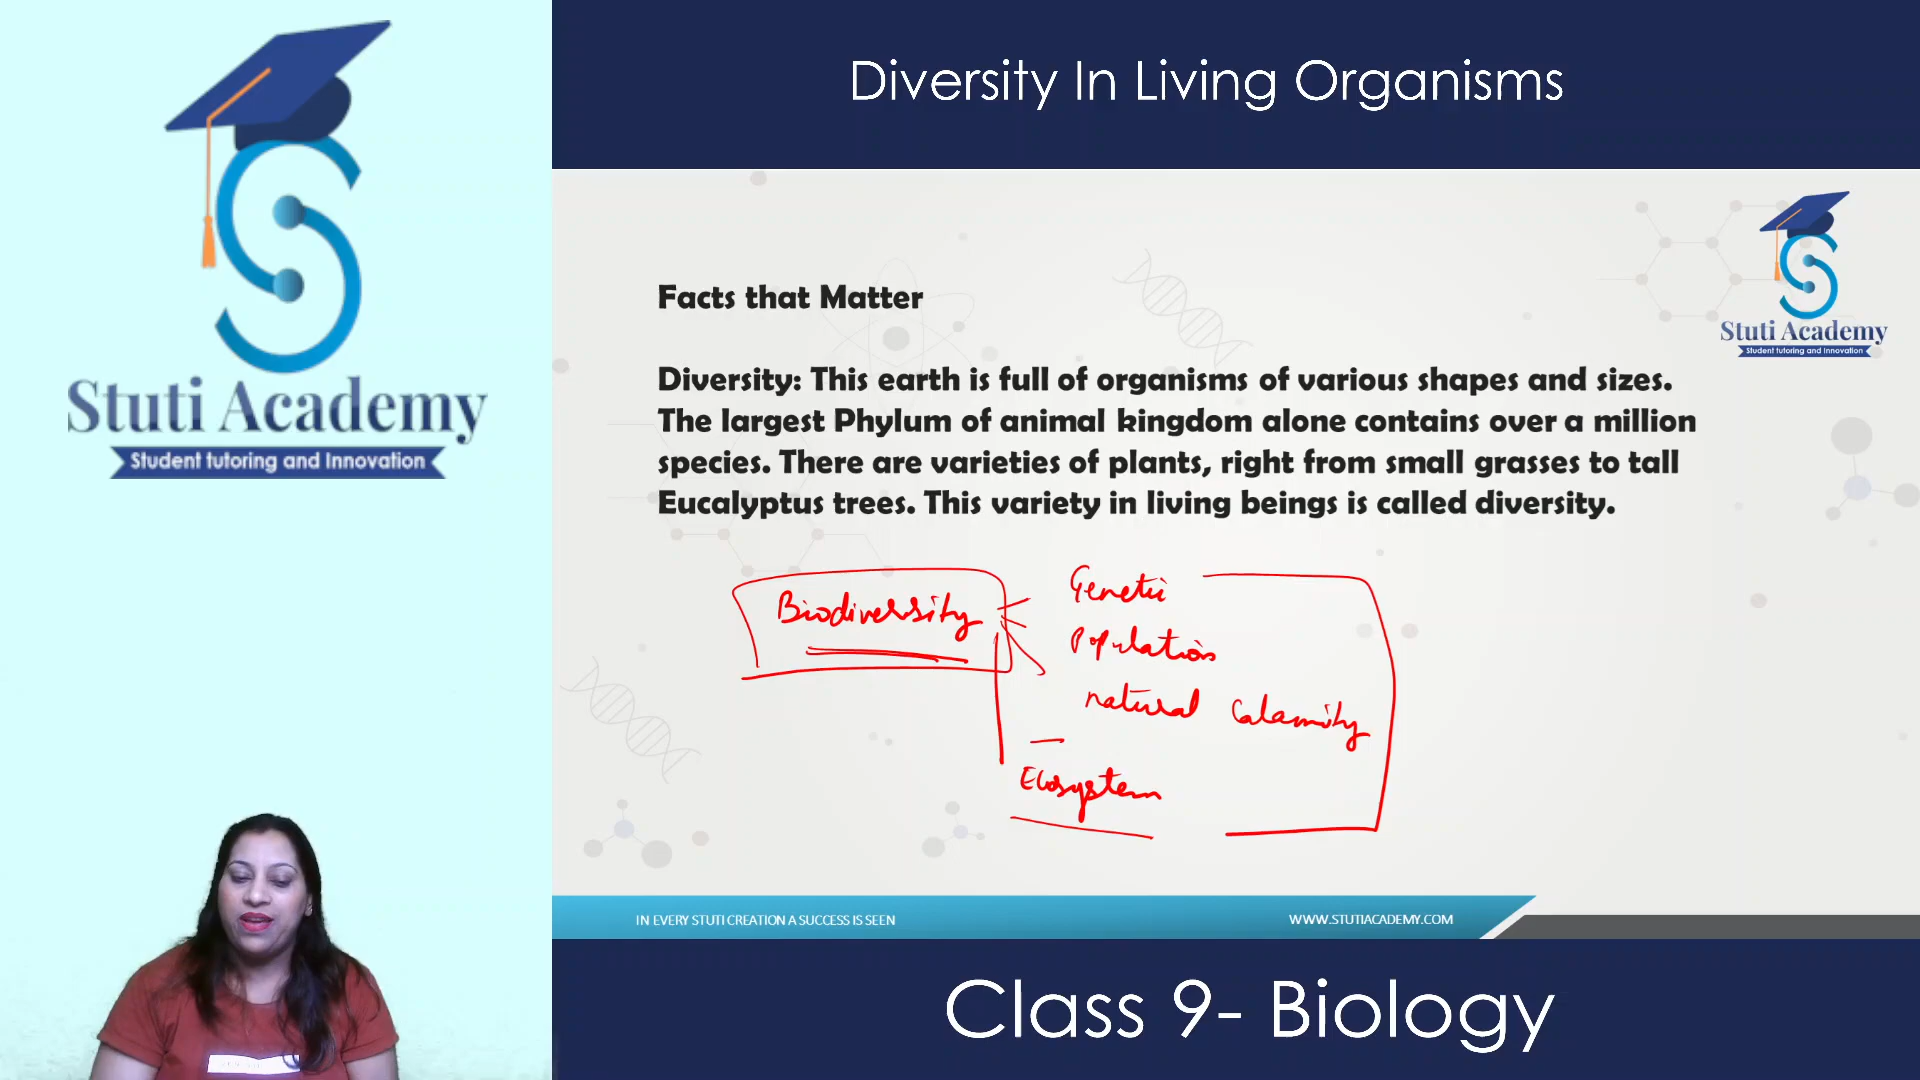 Stuti Academy
Student tutoring and Innovation
Diversity In Living Organisms
Stuti Academy
Student tutoring and Innovation
Facts that Matter
Diversity: This earth is full of organisms of various shapes and sizes.
The largest Phylum of animal kingdom alone contains over a million
species. There are varieties of plants, right from small grasses to tall
Eucalyptus trees. This variety in living beings is called diversity.
Biodiversity
Genetic
Population
natural Calamity
Ecosystem
IN EVERY STUTI CREATION A SUCCESS IS SEEN
WWW.STUTIACADEMY.COM
Class 9- Biology